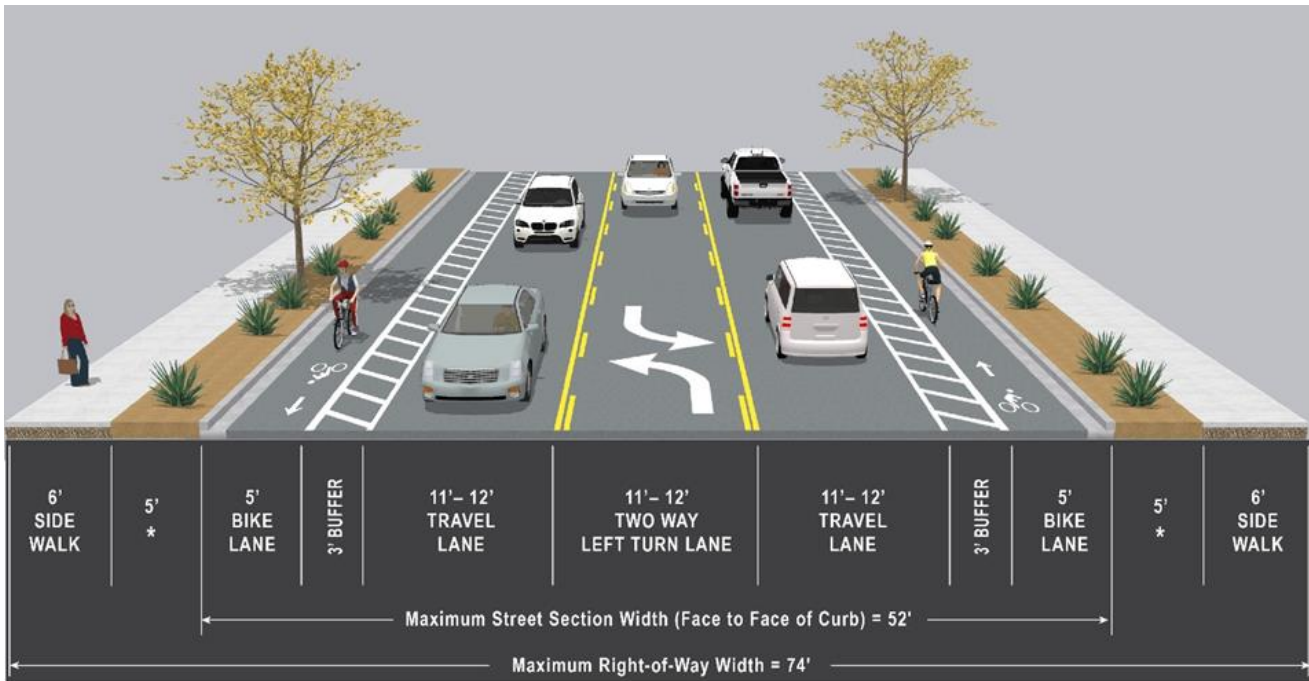 6'
SIDE
WALK
5'
*
5'
BIKE
LANE
3' BUFFER
11'– 12'
TRAVEL
LANE
11'– 12'
TWO WAY
LEFT TURN LANE
11'– 12'
TRAVEL
LANE
3' BUFFER
5'
BIKE
LANE
5'
*
6'
SIDE
WALK
Maximum Street Section Width (Face to Face of Curb) = 52'
Maximum Right-of-Way Width = 74'